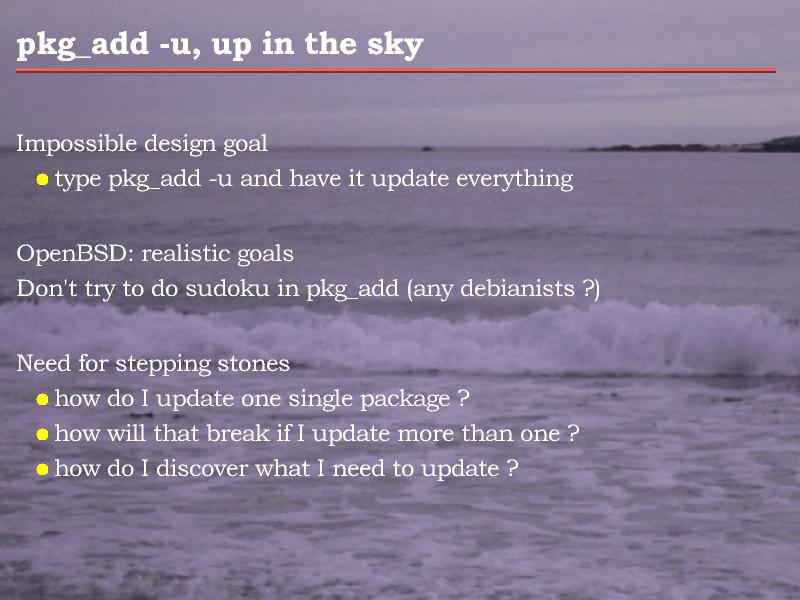 pkg_add -u, up in the sky
Impossible design goal
type pkg_add -u and have it update everything
OpenBSD: realistic goals
Don't try to do sudoku in pkg_add (any debianists ?)
Need for stepping stones
how do I update one single package ?
how will that break if I update more than one ?
how do I discover what I need to update ?